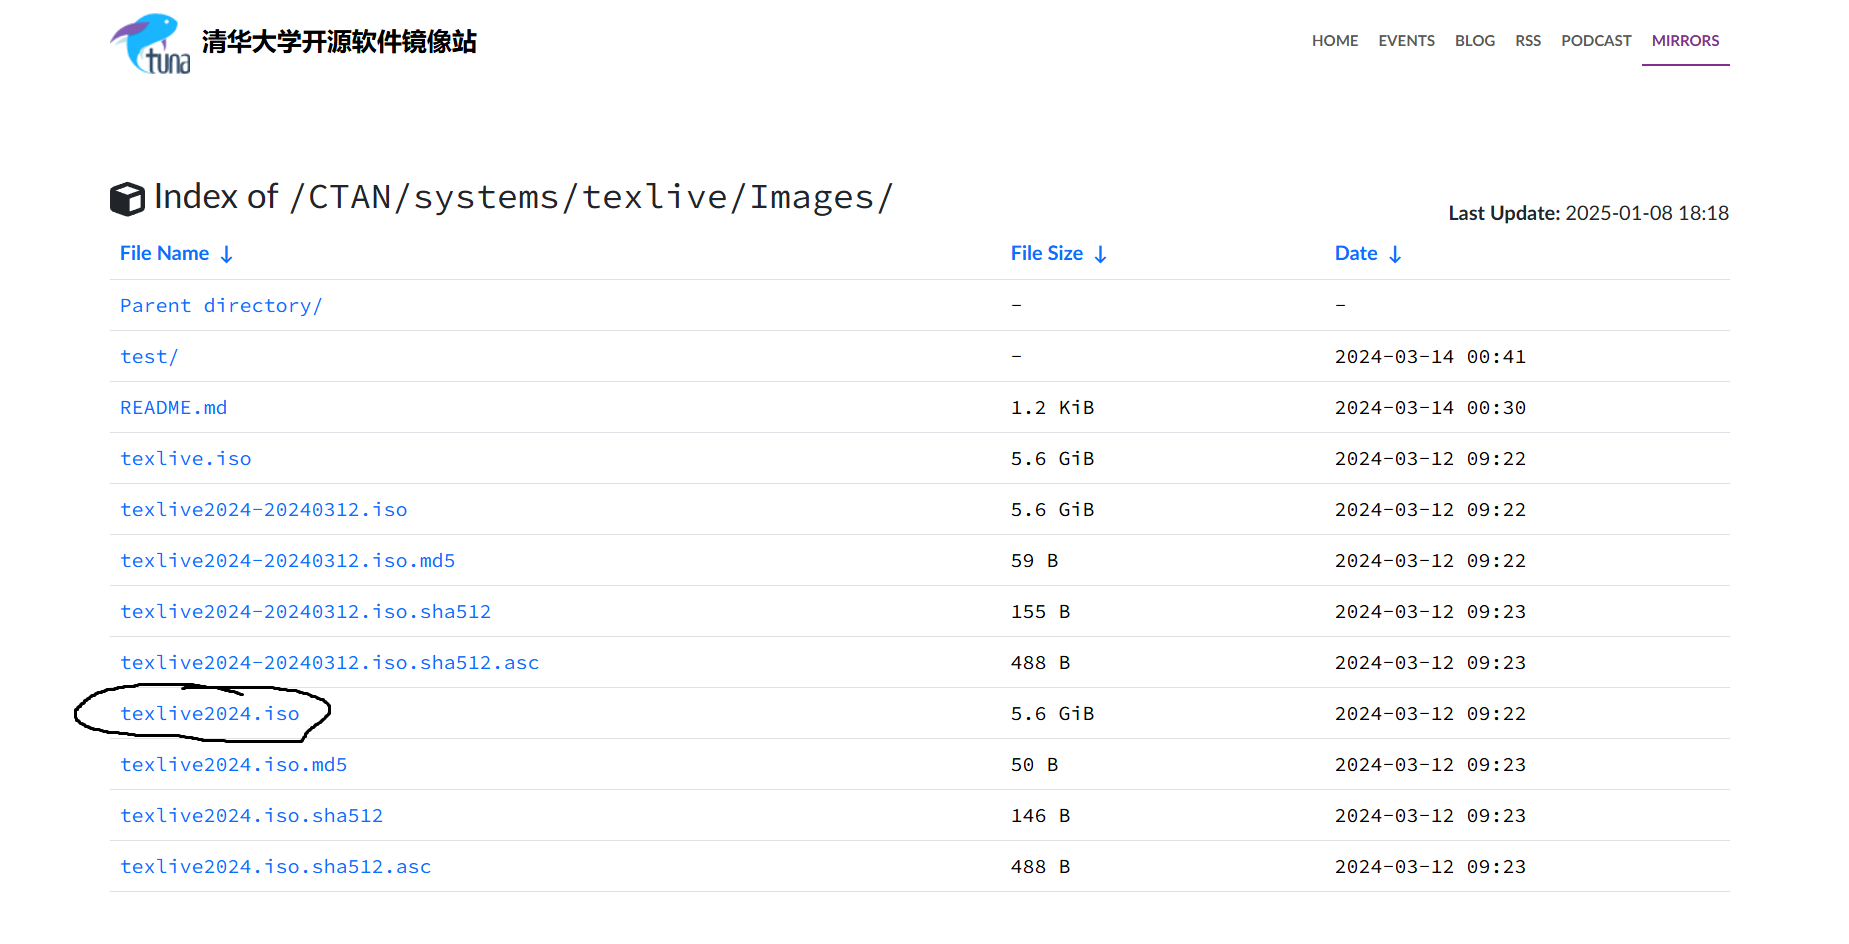 tuna 清华大学开源软件镜像站 HOME EVENTS BLOG RSS PODCAST MIRRORS
Index of /CTAN/systems/texlive/Images/
Last Update: 2025-01-08 18:18
File Name ↓ File Size ↓ Date ↓
Parent directory/ - -
test/ - 2024-03-14 00:41
README.md 1.2 KiB 2024-03-14 00:30
texlive.iso 5.6 GiB 2024-03-12 09:22
texlive2024-20240312.iso 5.6 GiB 2024-03-12 09:22
texlive2024-20240312.iso.md5 59 B 2024-03-12 09:22
texlive2024-20240312.iso.sha512 155 B 2024-03-12 09:23
texlive2024-20240312.iso.sha512.asc 488 B 2024-03-12 09:23
texlive2024.iso 5.6 GiB 2024-03-12 09:22
texlive2024.iso.md5 50 B 2024-03-12 09:23
texlive2024.iso.sha512 146 B 2024-03-12 09:23
texlive2024.iso.sha512.asc 488 B 2024-03-12 09:23